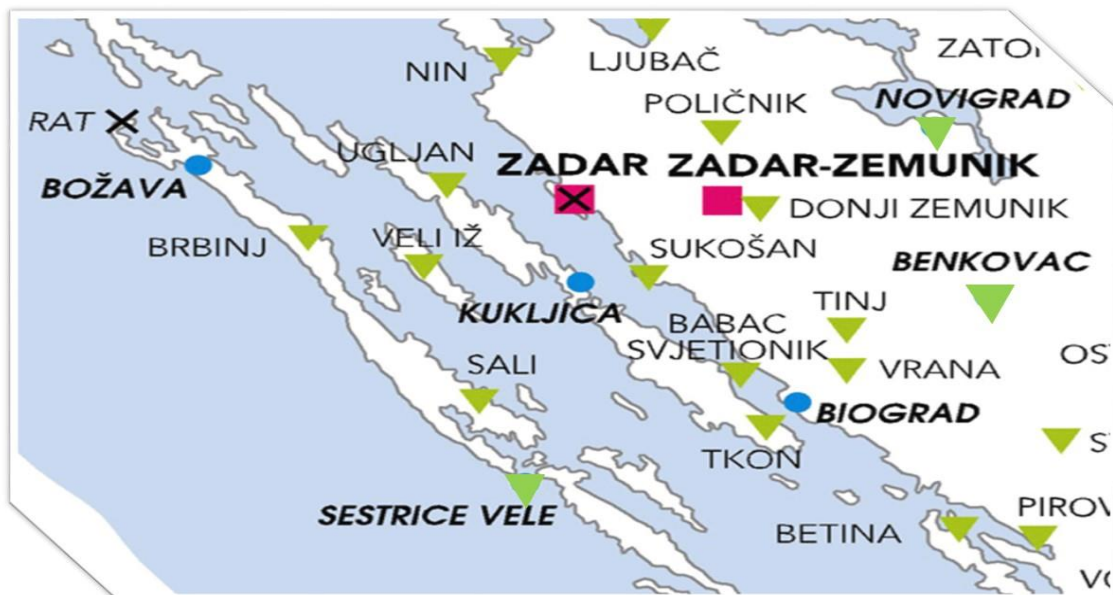 ZATO
NIN
LJUBAČ
POLIČNIK
NOVIGRAD
RAT
UGLJAN
ZADAR
ZADAR-ZEMUNIK
BOŽAVA
DONJI ZEMUNIK
BRBINJ
VELI IŽ
SUKOŠAN
BENKOVAC
KUKLJICA
TINJ
BABAC
SVJETIONIK
OS
SALI
VRANA
BIOGRAD
TKON
S
SESTRICE VELE
BETINA
PIROV